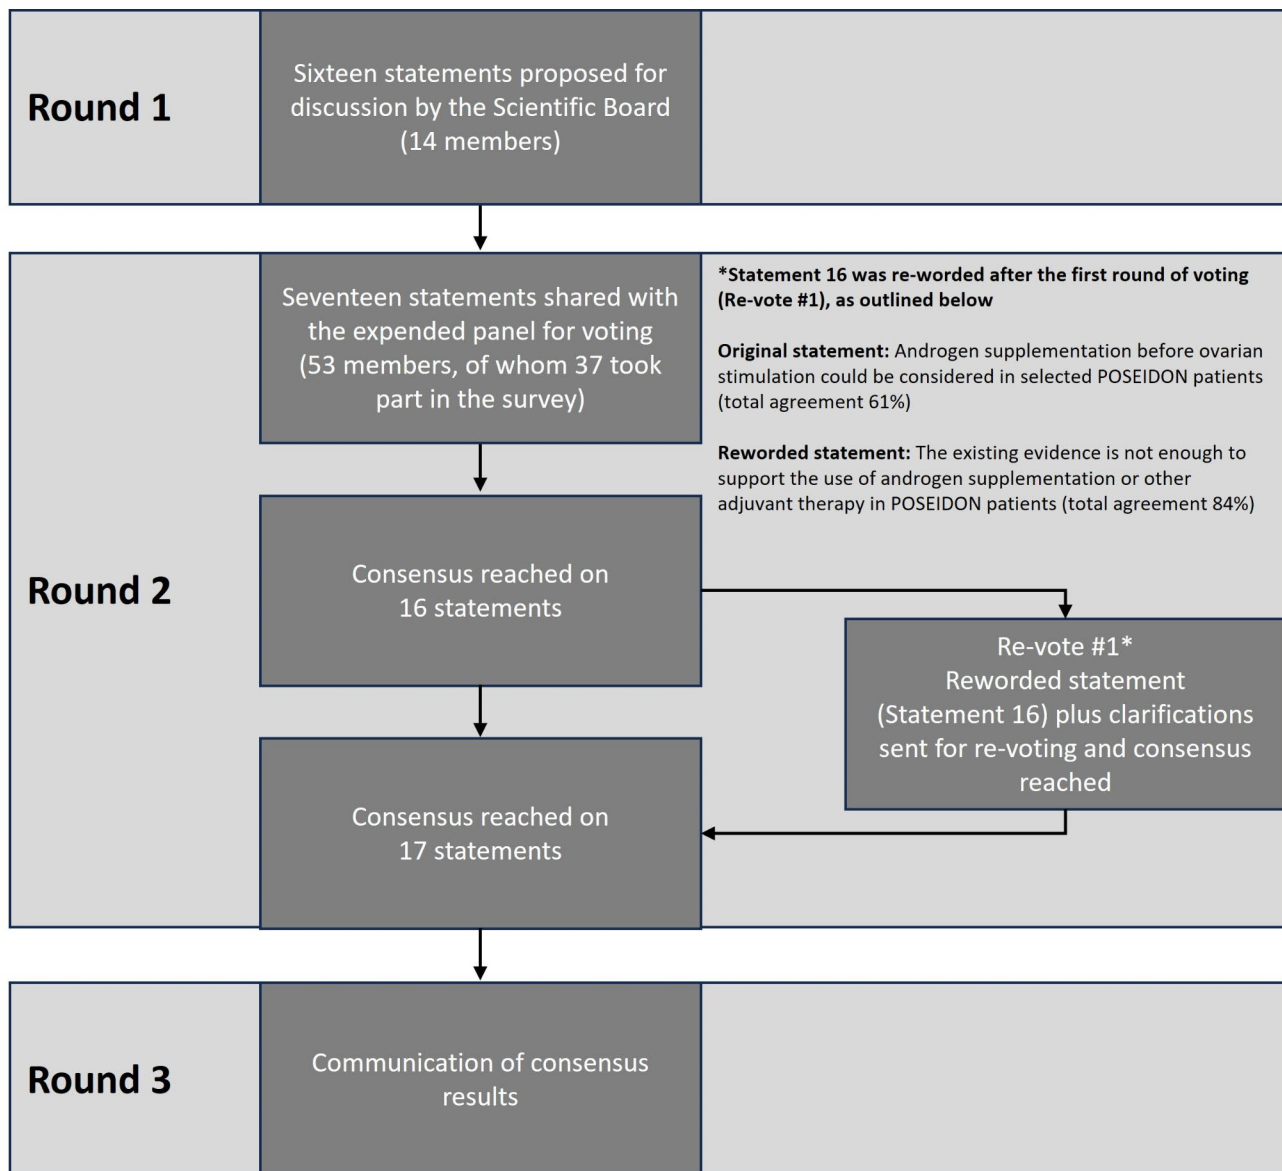 Round 1
Sixteen statements proposed for
discussion by the Scientific Board
(14 members)
Round 2
Seventeen statements shared with
the expended panel for voting
(53 members, of whom 37 took
part in the survey)
*Statement 16 was re-worded after the first round of voting
(Re-vote #1), as outlined below
Original statement: Androgen supplementation before ovarian
stimulation could be considered in selected POSEIDON patients
(total agreement 61%)
Reworded statement: The existing evidence is not enough to
support the use of androgen supplementation or other
adjuvant therapy in POSEIDON patients (total agreement 84%)
Consensus reached on
16 statements
Re-vote #1*
Reworded statement
(Statement 16) plus clarifications
sent for re-voting and consensus
reached
Consensus reached on
17 statements
Round 3
Communication of consensus
results